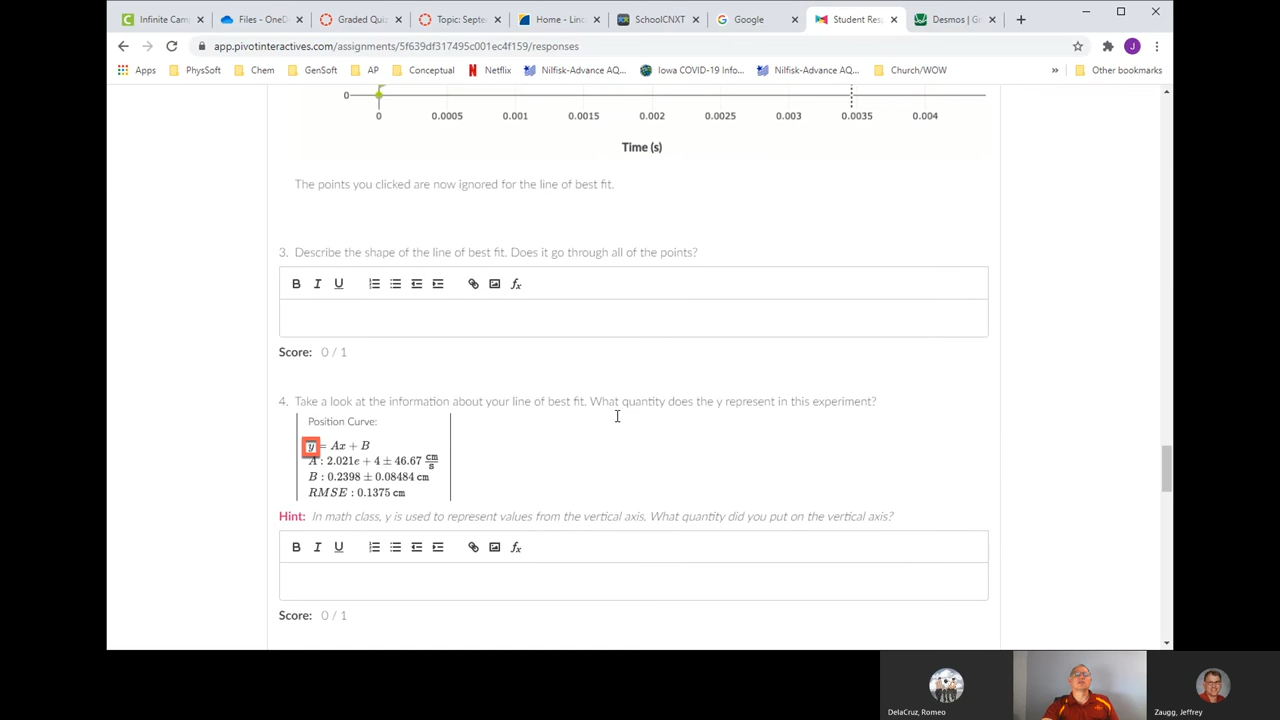 Infinite Cam
Files - OneD
Graded Quiz
Topic: Septe
Home - Linc
SchoolCNXT
Google
Student Res
Desmos | Gr
app.pivotinteractives.com/assignments/5f639df317495c001ec4f159/responses
J
Apps
PhysSoft
Chem
GenSoft
AP
Conceptual
Netflix
Nilfisk-Advance AQ...
Iowa COVID-19 Info...
Nilfisk-Advance AQ...
Church/WOW
»
Other bookmarks
0
0 0.0005 0.001 0.0015 0.002 0.0025 0.003 0.0035 0.004
Time (s)
The points you clicked are now ignored for the line of best fit.
3. Describe the shape of the line of best fit. Does it go through all of the points?
B I U fx
Score: 0 / 1
4. Take a look at the information about your line of best fit. What quantity does the y represent in this experiment?
Position Curve:
y = Ax + B
A : 2.021e + 4 ± 46.67 cm/s
B : 0.2398 ± 0.08484 cm
RMSE : 0.1375 cm
Hint: In math class, y is used to represent values from the vertical axis. What quantity did you put on the vertical axis?
B I U fx
Score: 0 / 1
DelaCruz, Romeo
Zaugg, Jeffrey